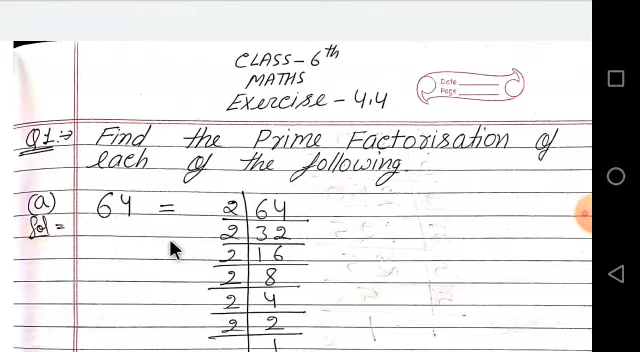 CLASS-6th
MATHS
Exercise - 4.4
Date
Page
Q1:⇒ Find the Prime Factorisation of
each of the following.
(a) 64 = 2 | 64
Sol = 2 | 32
2 | 16
2 | 8
2 | 4
2 | 2
1